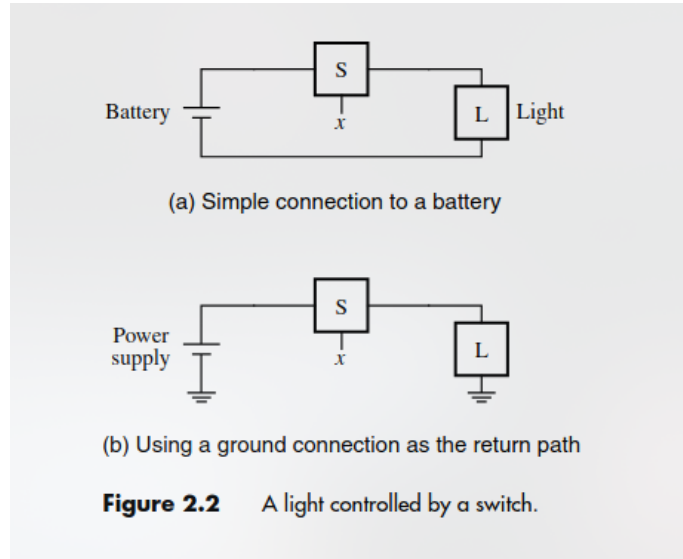 S
Battery
x
L
Light
(a) Simple connection to a battery
S
Power
supply
x
L
(b) Using a ground connection as the return path
Figure 2.2 A light controlled by a switch.